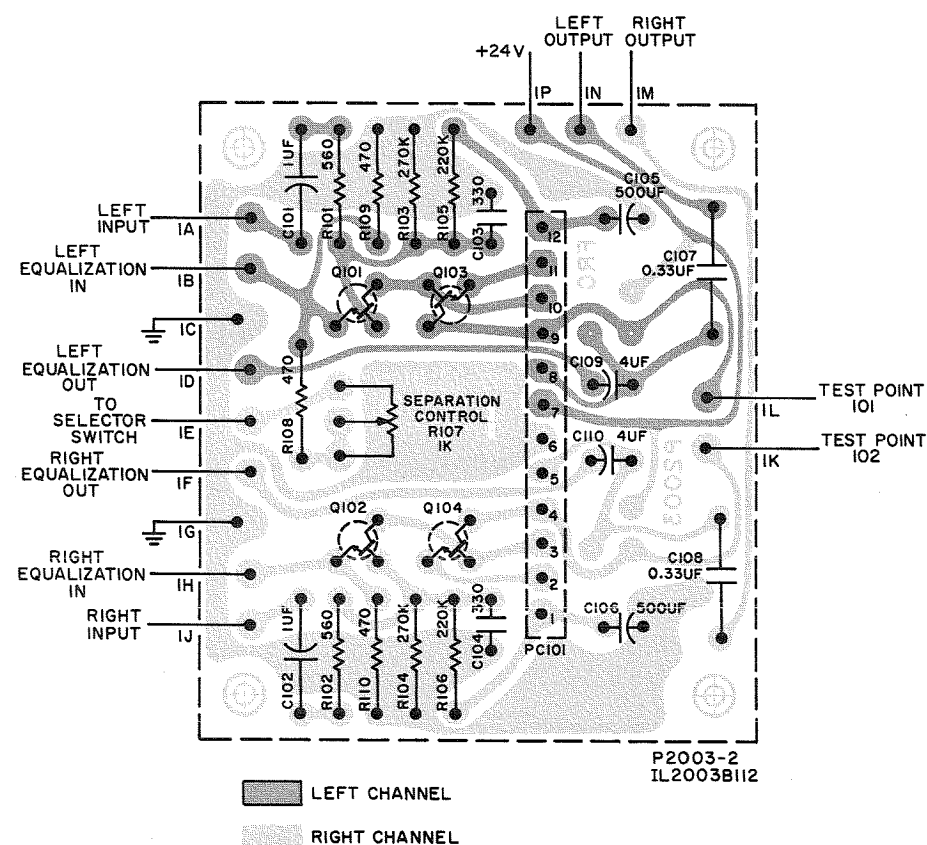 LEFT OUTPUT
RIGHT OUTPUT
+24V
IP
IN
IM
1UF
560
470
270K
220K
330
C105
500UF
LEFT INPUT
IA
C101
R101
R109
R103
R105
C103
12
LEFT EQUALIZATION IN
IB
Q101
Q103
11
C107
0.33UF
10
IC
9
LEFT EQUALIZATION OUT
ID
470
8
C109
4UF
7
TEST POINT 101
IL
TO SELECTOR SWITCH
IE
R108
SEPARATION CONTROL
R107
1K
6
C110
4UF
TEST POINT 102
IK
RIGHT EQUALIZATION OUT
IF
5
P2003
Q102
Q104
4
IG
3
RIGHT EQUALIZATION IN
IH
2
C108
0.33UF
RIGHT INPUT
IJ
1UF
560
470
270K
220K
330
1
C106
500UF
C102
R102
R110
R104
R106
C104
PC101
P2003-2
IL2003B112
LEFT CHANNEL
RIGHT CHANNEL